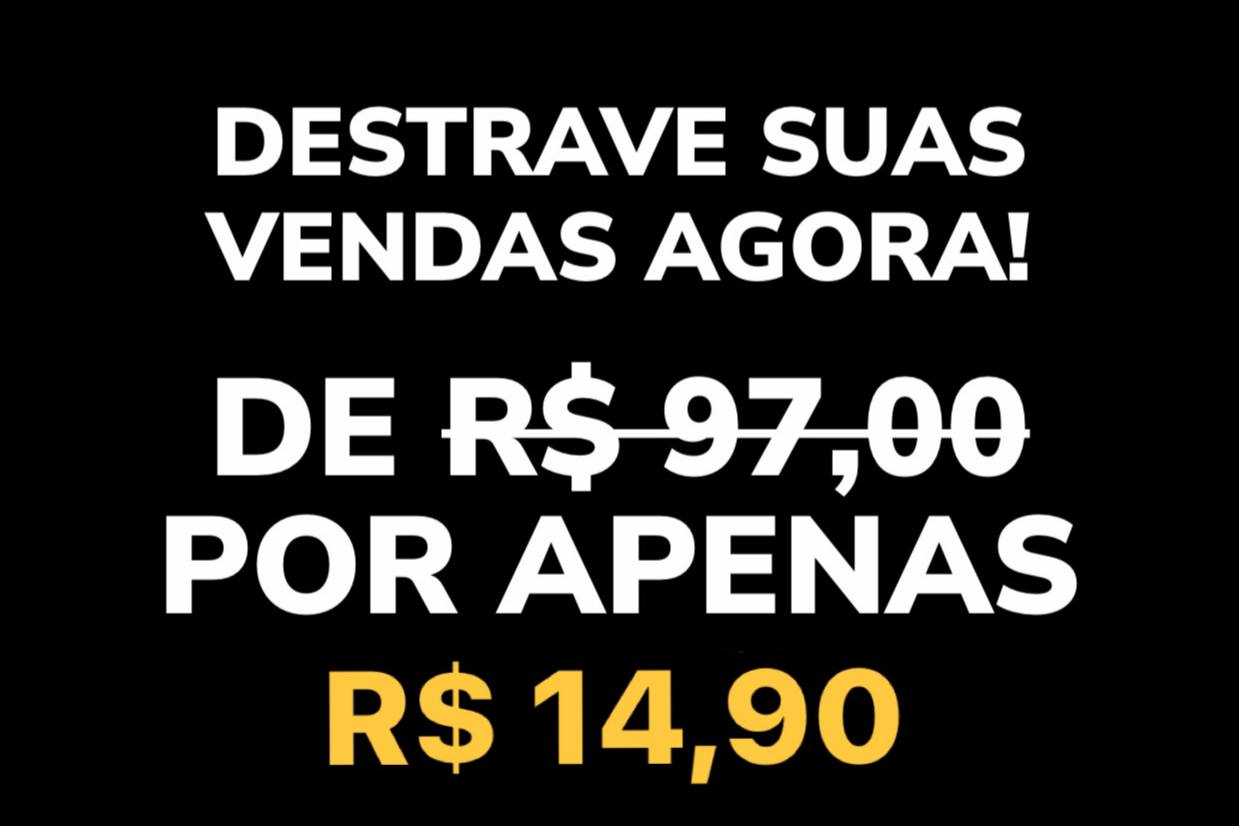 DESTRAVE SUAS
VENDAS AGORA!
DE R$ 97,00
POR APENAS
R$ 14,90